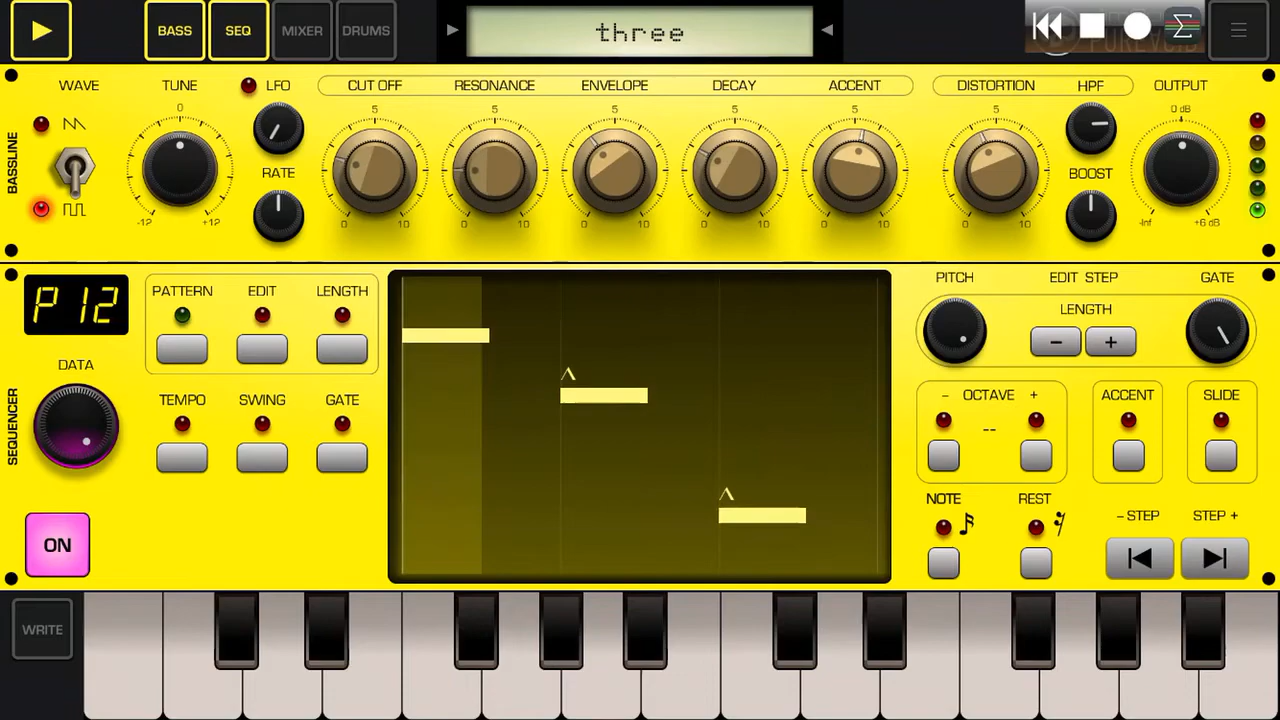 BASS SEQ MIXER DRUMS three Σ
WAVE TUNE LFO CUT OFF RESONANCE ENVELOPE DECAY ACCENT DISTORTION HPF OUTPUT
0 5 5 5 5 5 5 0 dB
BASSLINE
RATE BOOST
-12 +12 0 10 0 10 0 10 0 10 0 10 0 10 -Inf +6 dB
P 12 PATTERN EDIT LENGTH PITCH EDIT STEP GATE
LENGTH
− +
DATA
TEMPO SWING GATE − OCTAVE + ACCENT SLIDE
--
SEQUENCER
NOTE REST − STEP STEP +
ON
WRITE